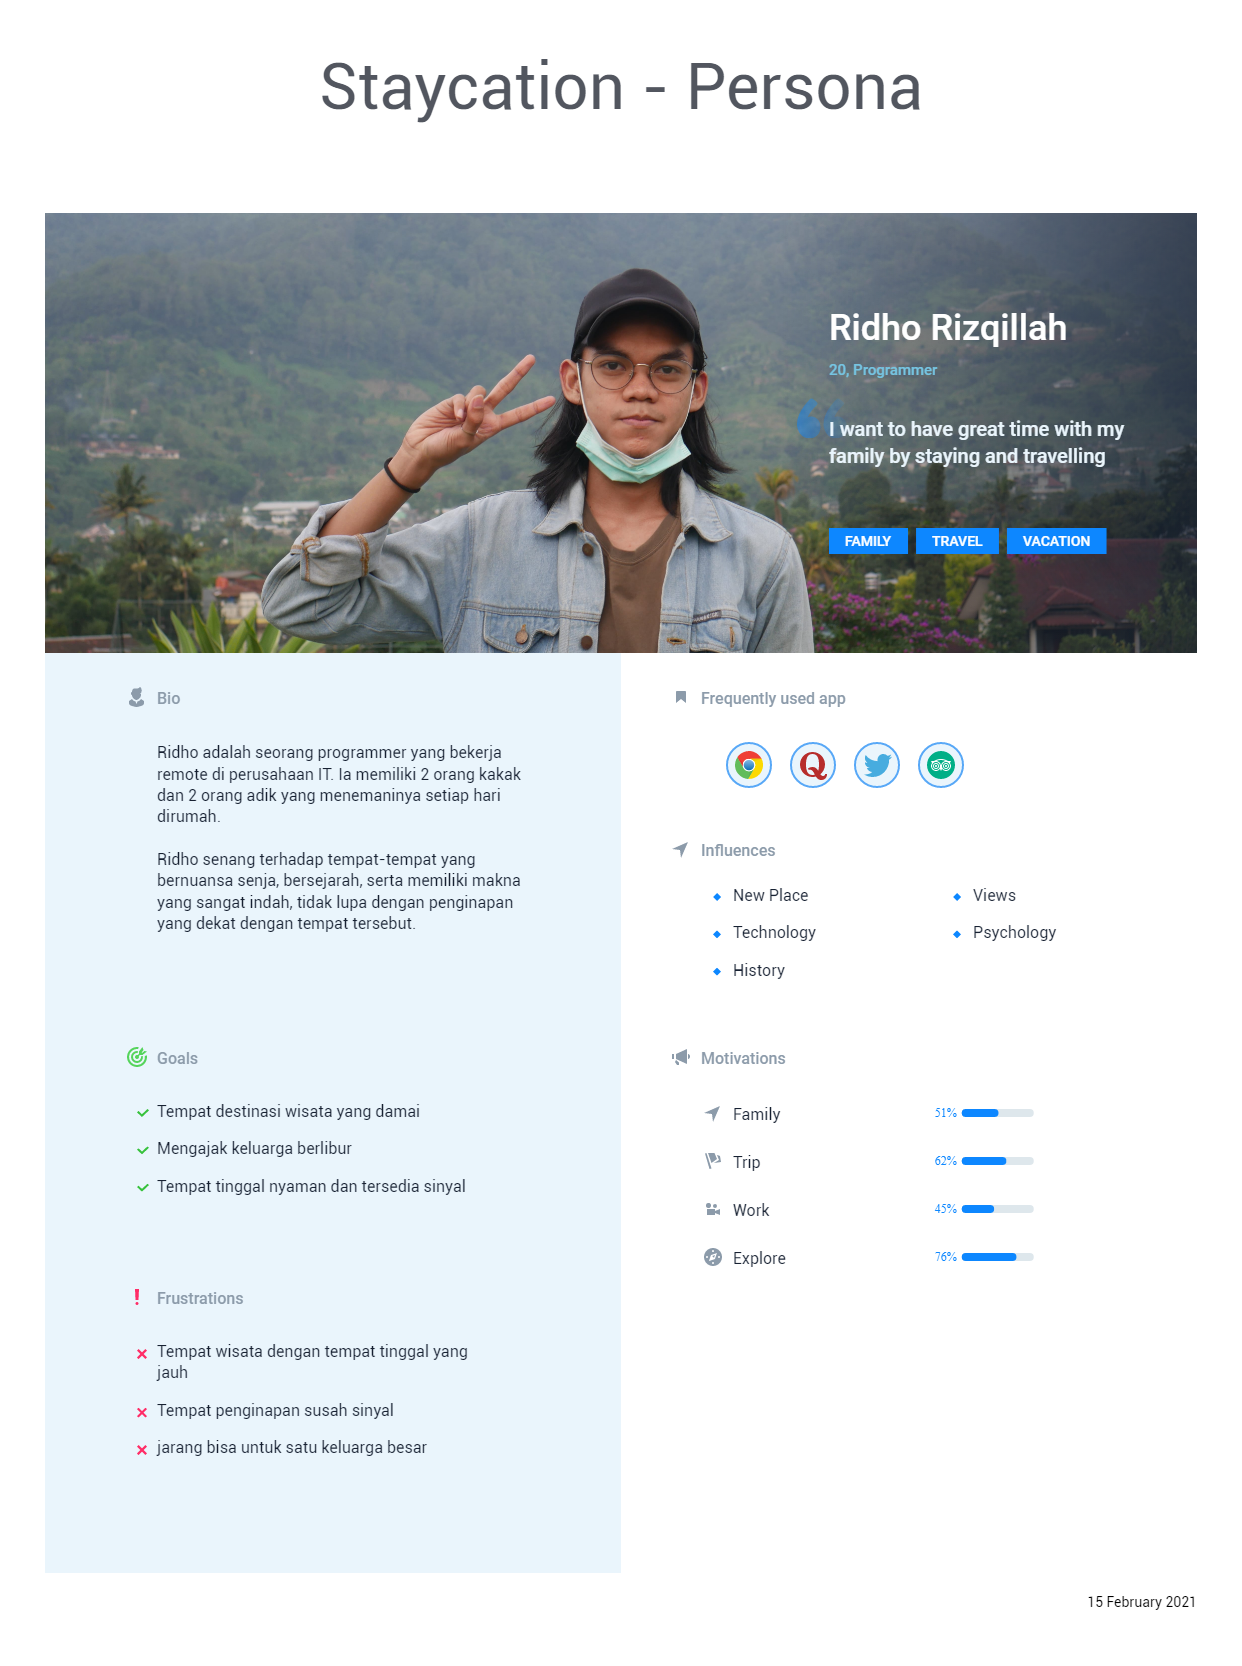 Staycation - Persona
Ridho Rizqillah
20, Programmer
I want to have great time with my
family by staying and travelling
FAMILY
TRAVEL
VACATION
Bio
Ridho adalah seorang programmer yang bekerja
remote di perusahaan IT. Ia memiliki 2 orang kakak
dan 2 orang adik yang menemaninya setiap hari
dirumah.
Ridho senang terhadap tempat-tempat yang
bernuansa senja, bersejarah, serta memiliki makna
yang sangat indah, tidak lupa dengan penginapan
yang dekat dengan tempat tersebut.
Goals
Tempat destinasi wisata yang damai
Mengajak keluarga berlibur
Tempat tinggal nyaman dan tersedia sinyal
Frustrations
Tempat wisata dengan tempat tinggal yang
jauh
Tempat penginapan susah sinyal
jarang bisa untuk satu keluarga besar
Frequently used app
Q
Influences
New Place
Technology
History
Views
Psychology
Motivations
Family 51%
Trip 62%
Work 45%
Explore 76%
15 February 2021